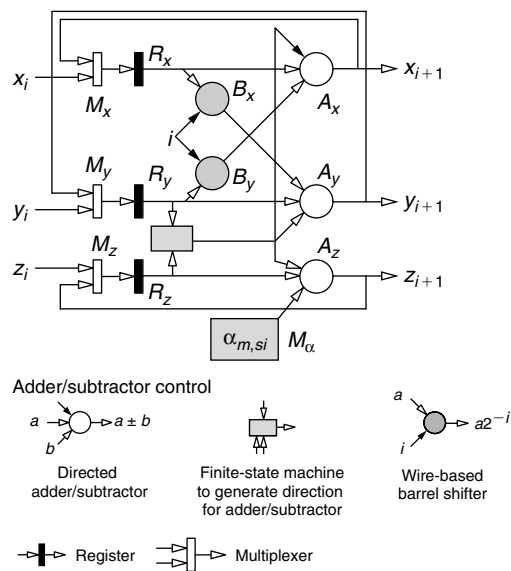 R_x
B_x
x_i
x_{i+1}
M_x
A_x
i
M_y
R_y
B_y
A_y
y_i
y_{i+1}
M_z
A_z
z_i
z_{i+1}
R_z
α_{m,si}
M_α
Adder/subtractor control
a
a ± b
b
a
i
a2^{−i}
Directed
adder/subtractor
Finite-state machine
to generate direction
for adder/subtractor
Wire-based
barrel shifter
Register
Multiplexer